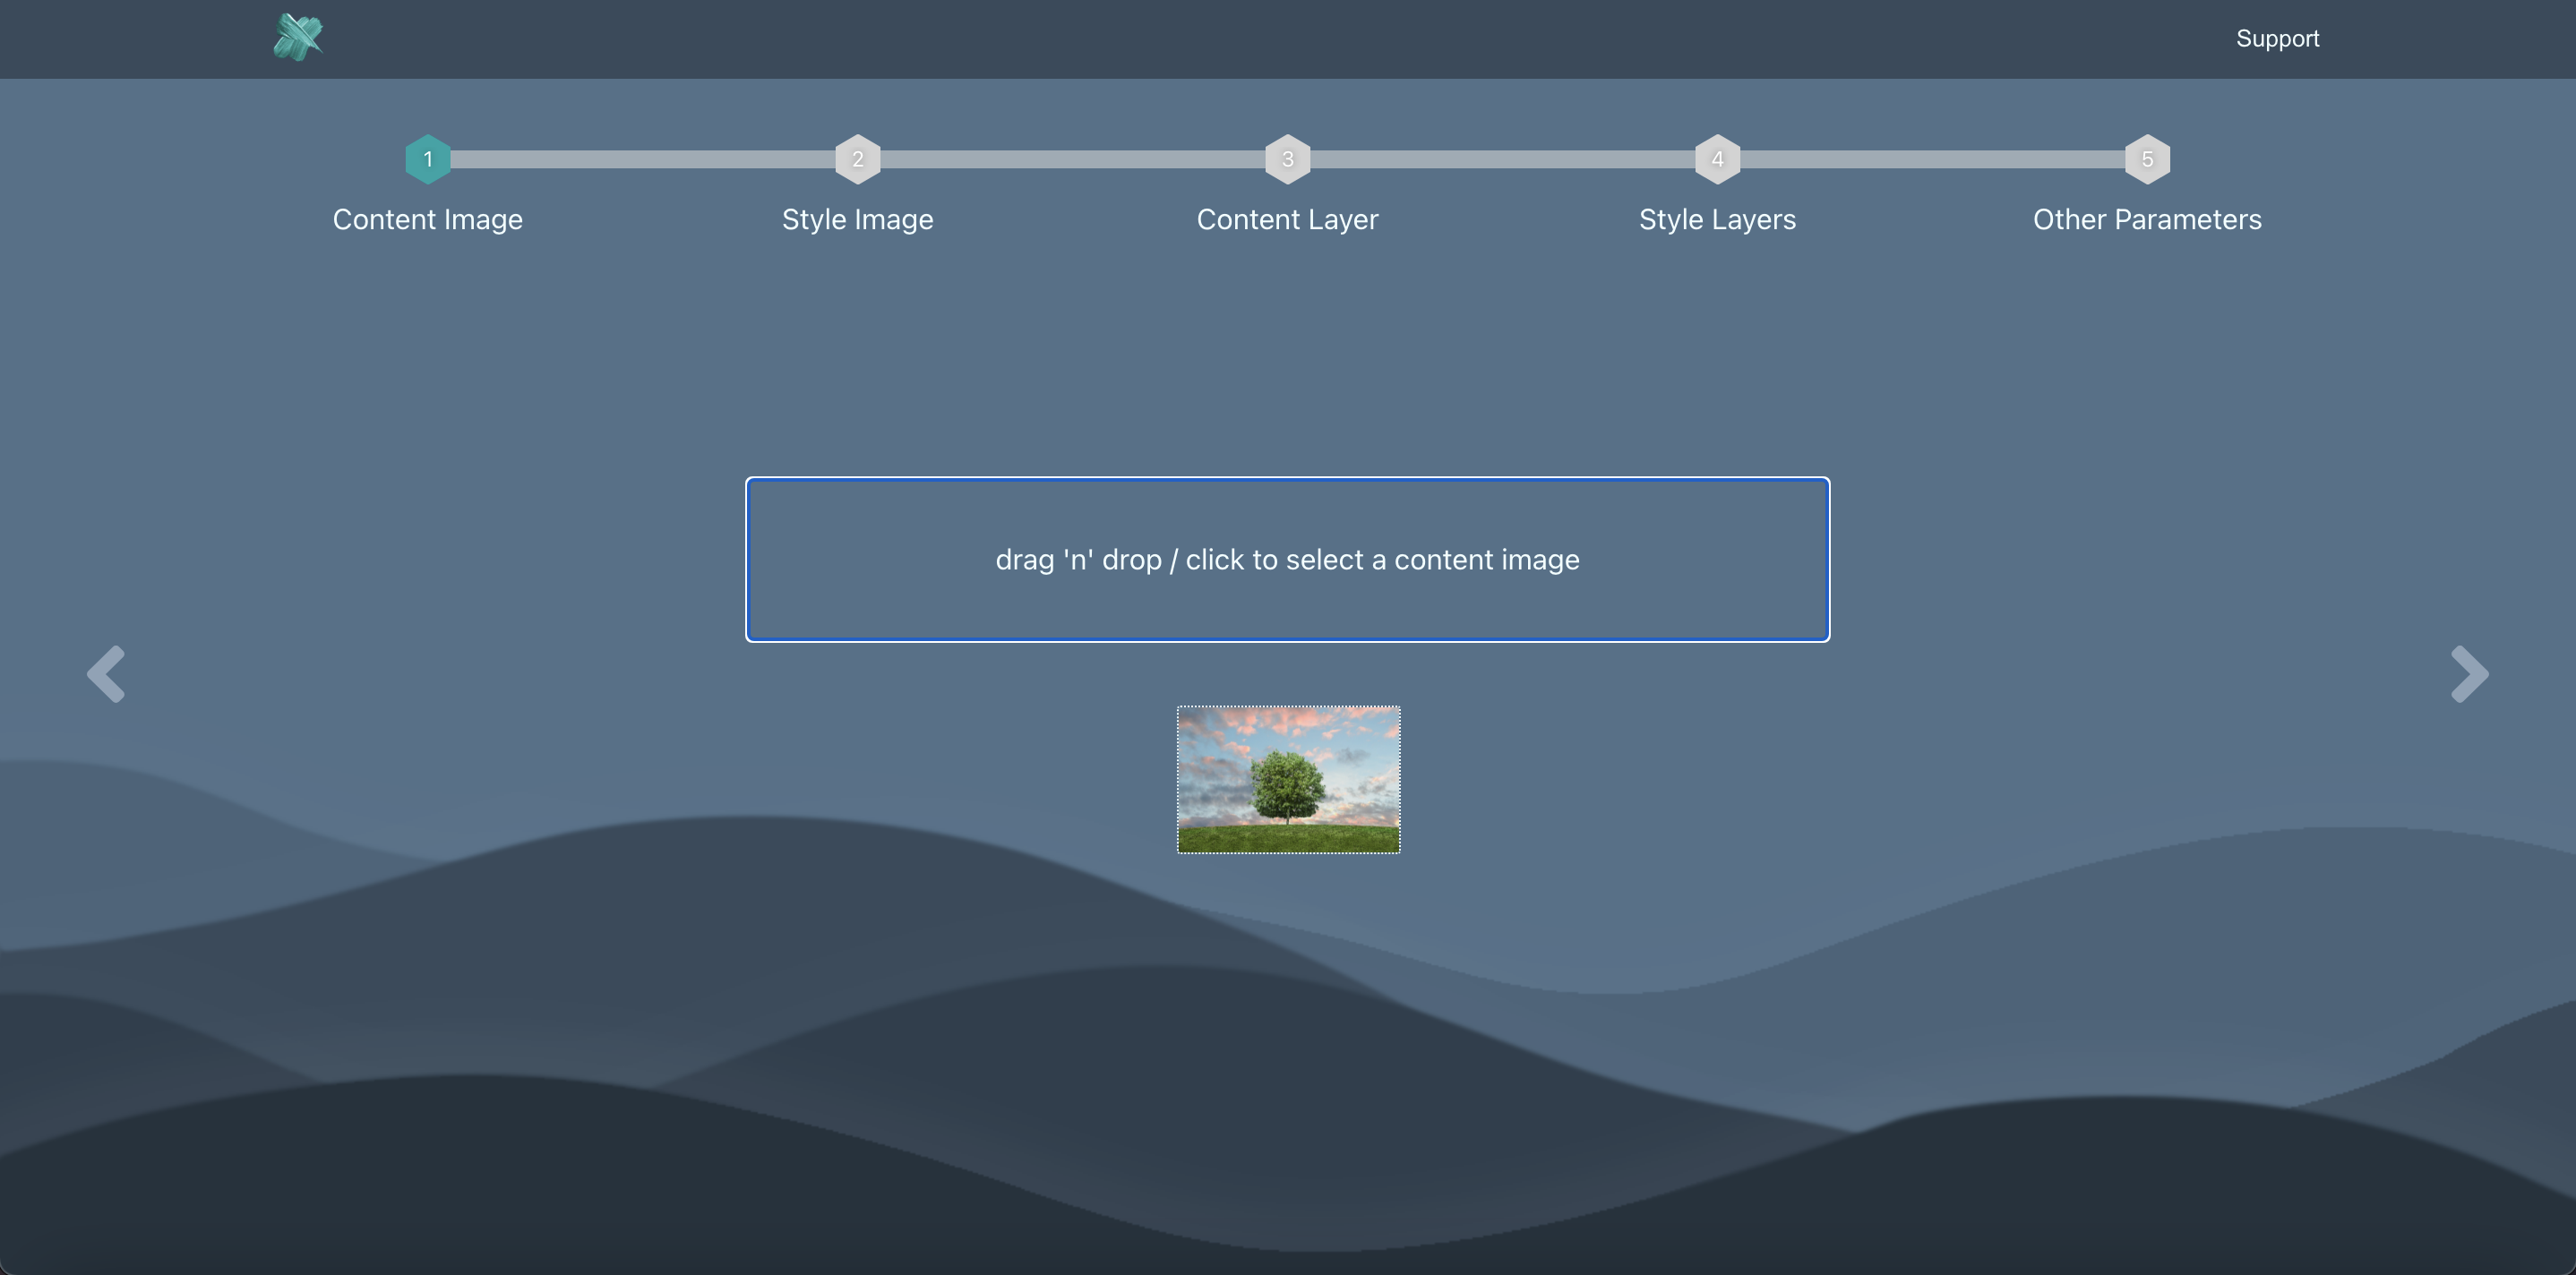 Support
1
2
3
4
5
Content Image
Style Image
Content Layer
Style Layers
Other Parameters
drag 'n' drop / click to select a content image